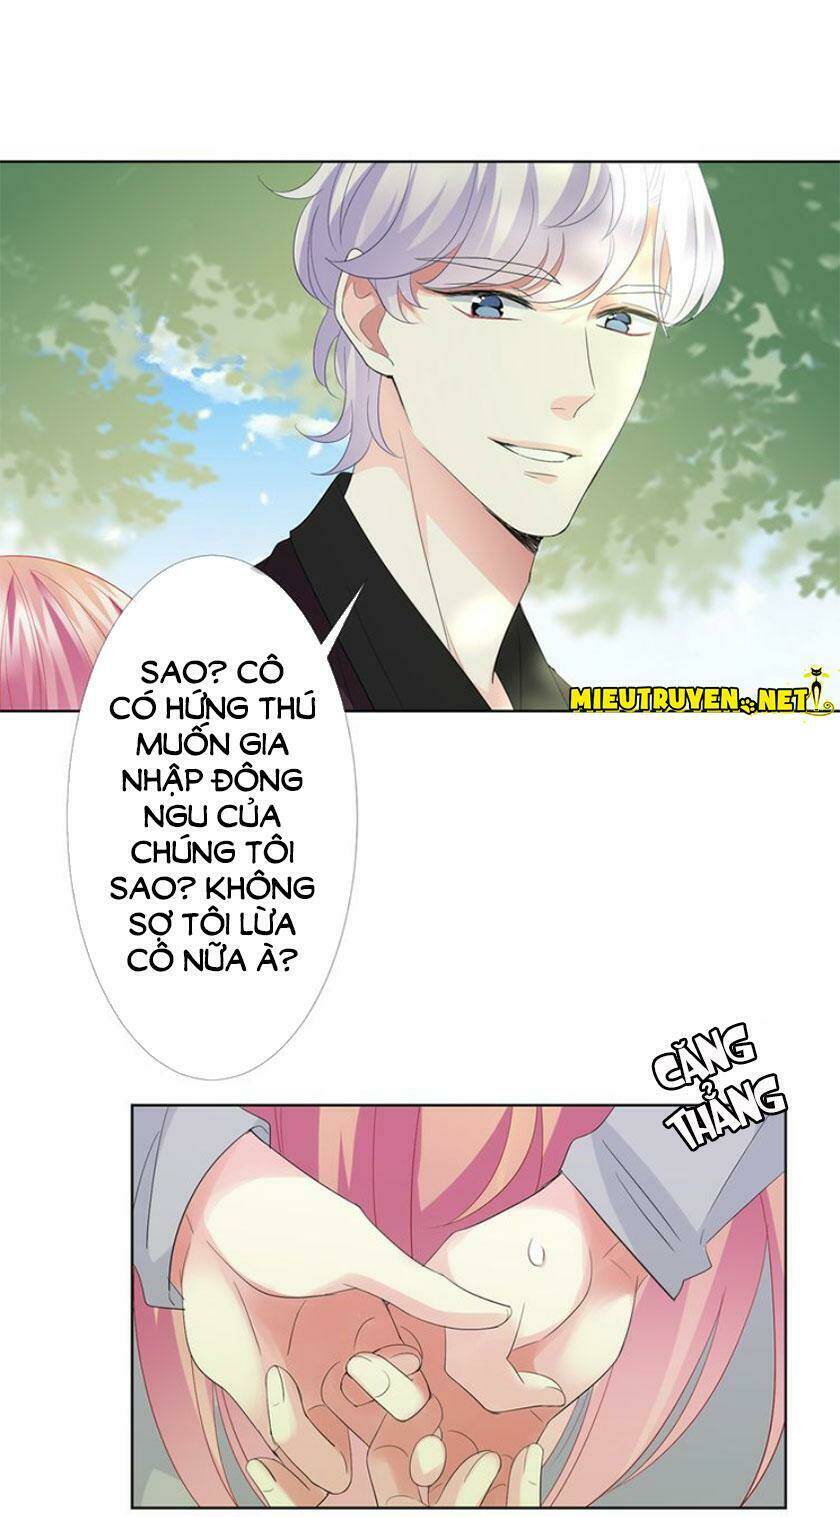 MIEUTRUYEN.NET!
SAO? CÔ
CÓ HỨNG THÚ
MUỐN GIA
NHẬP ĐÔNG
NGU CỦA
CHÚNG TÔI
SAO? KHÔNG
SỢ TÔI LỪA
CÔ NỮA À?
CĂNG
THẲNG